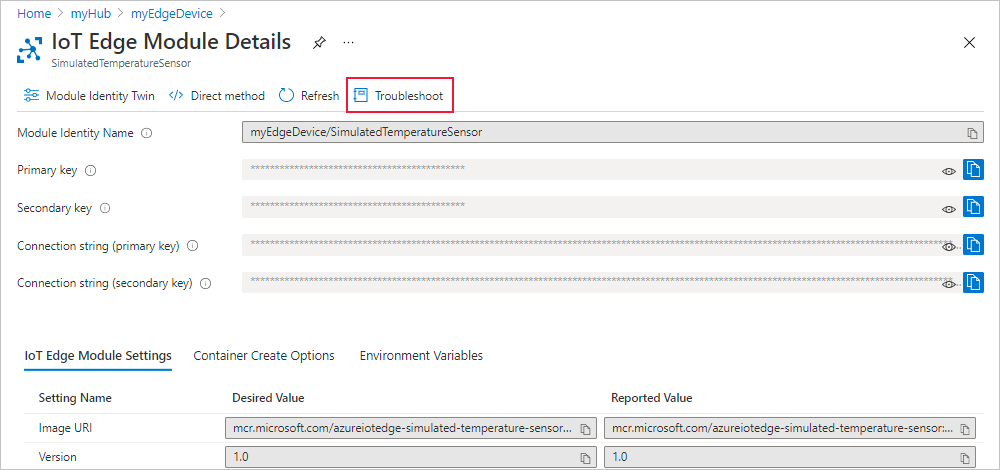 Home > myHub > myEdgeDevice >
IoT Edge Module Details ...
SimulatedTemperatureSensor
Module Identity Twin </> Direct method Refresh Troubleshoot
Module Identity Name myEdgeDevice/SimulatedTemperatureSensor
Primary key ********************************************
Secondary key ********************************************
Connection string (primary key)
Connection string (secondary key)
IoT Edge Module Settings Container Create Options Environment Variables
Setting Name Desired Value Reported Value
Image URI mcr.microsoft.com/azureiotedge-simulated-temperature-sensor... mcr.microsoft.com/azureiotedge-simulated-temperature-sensor:...
Version 1.0 1.0